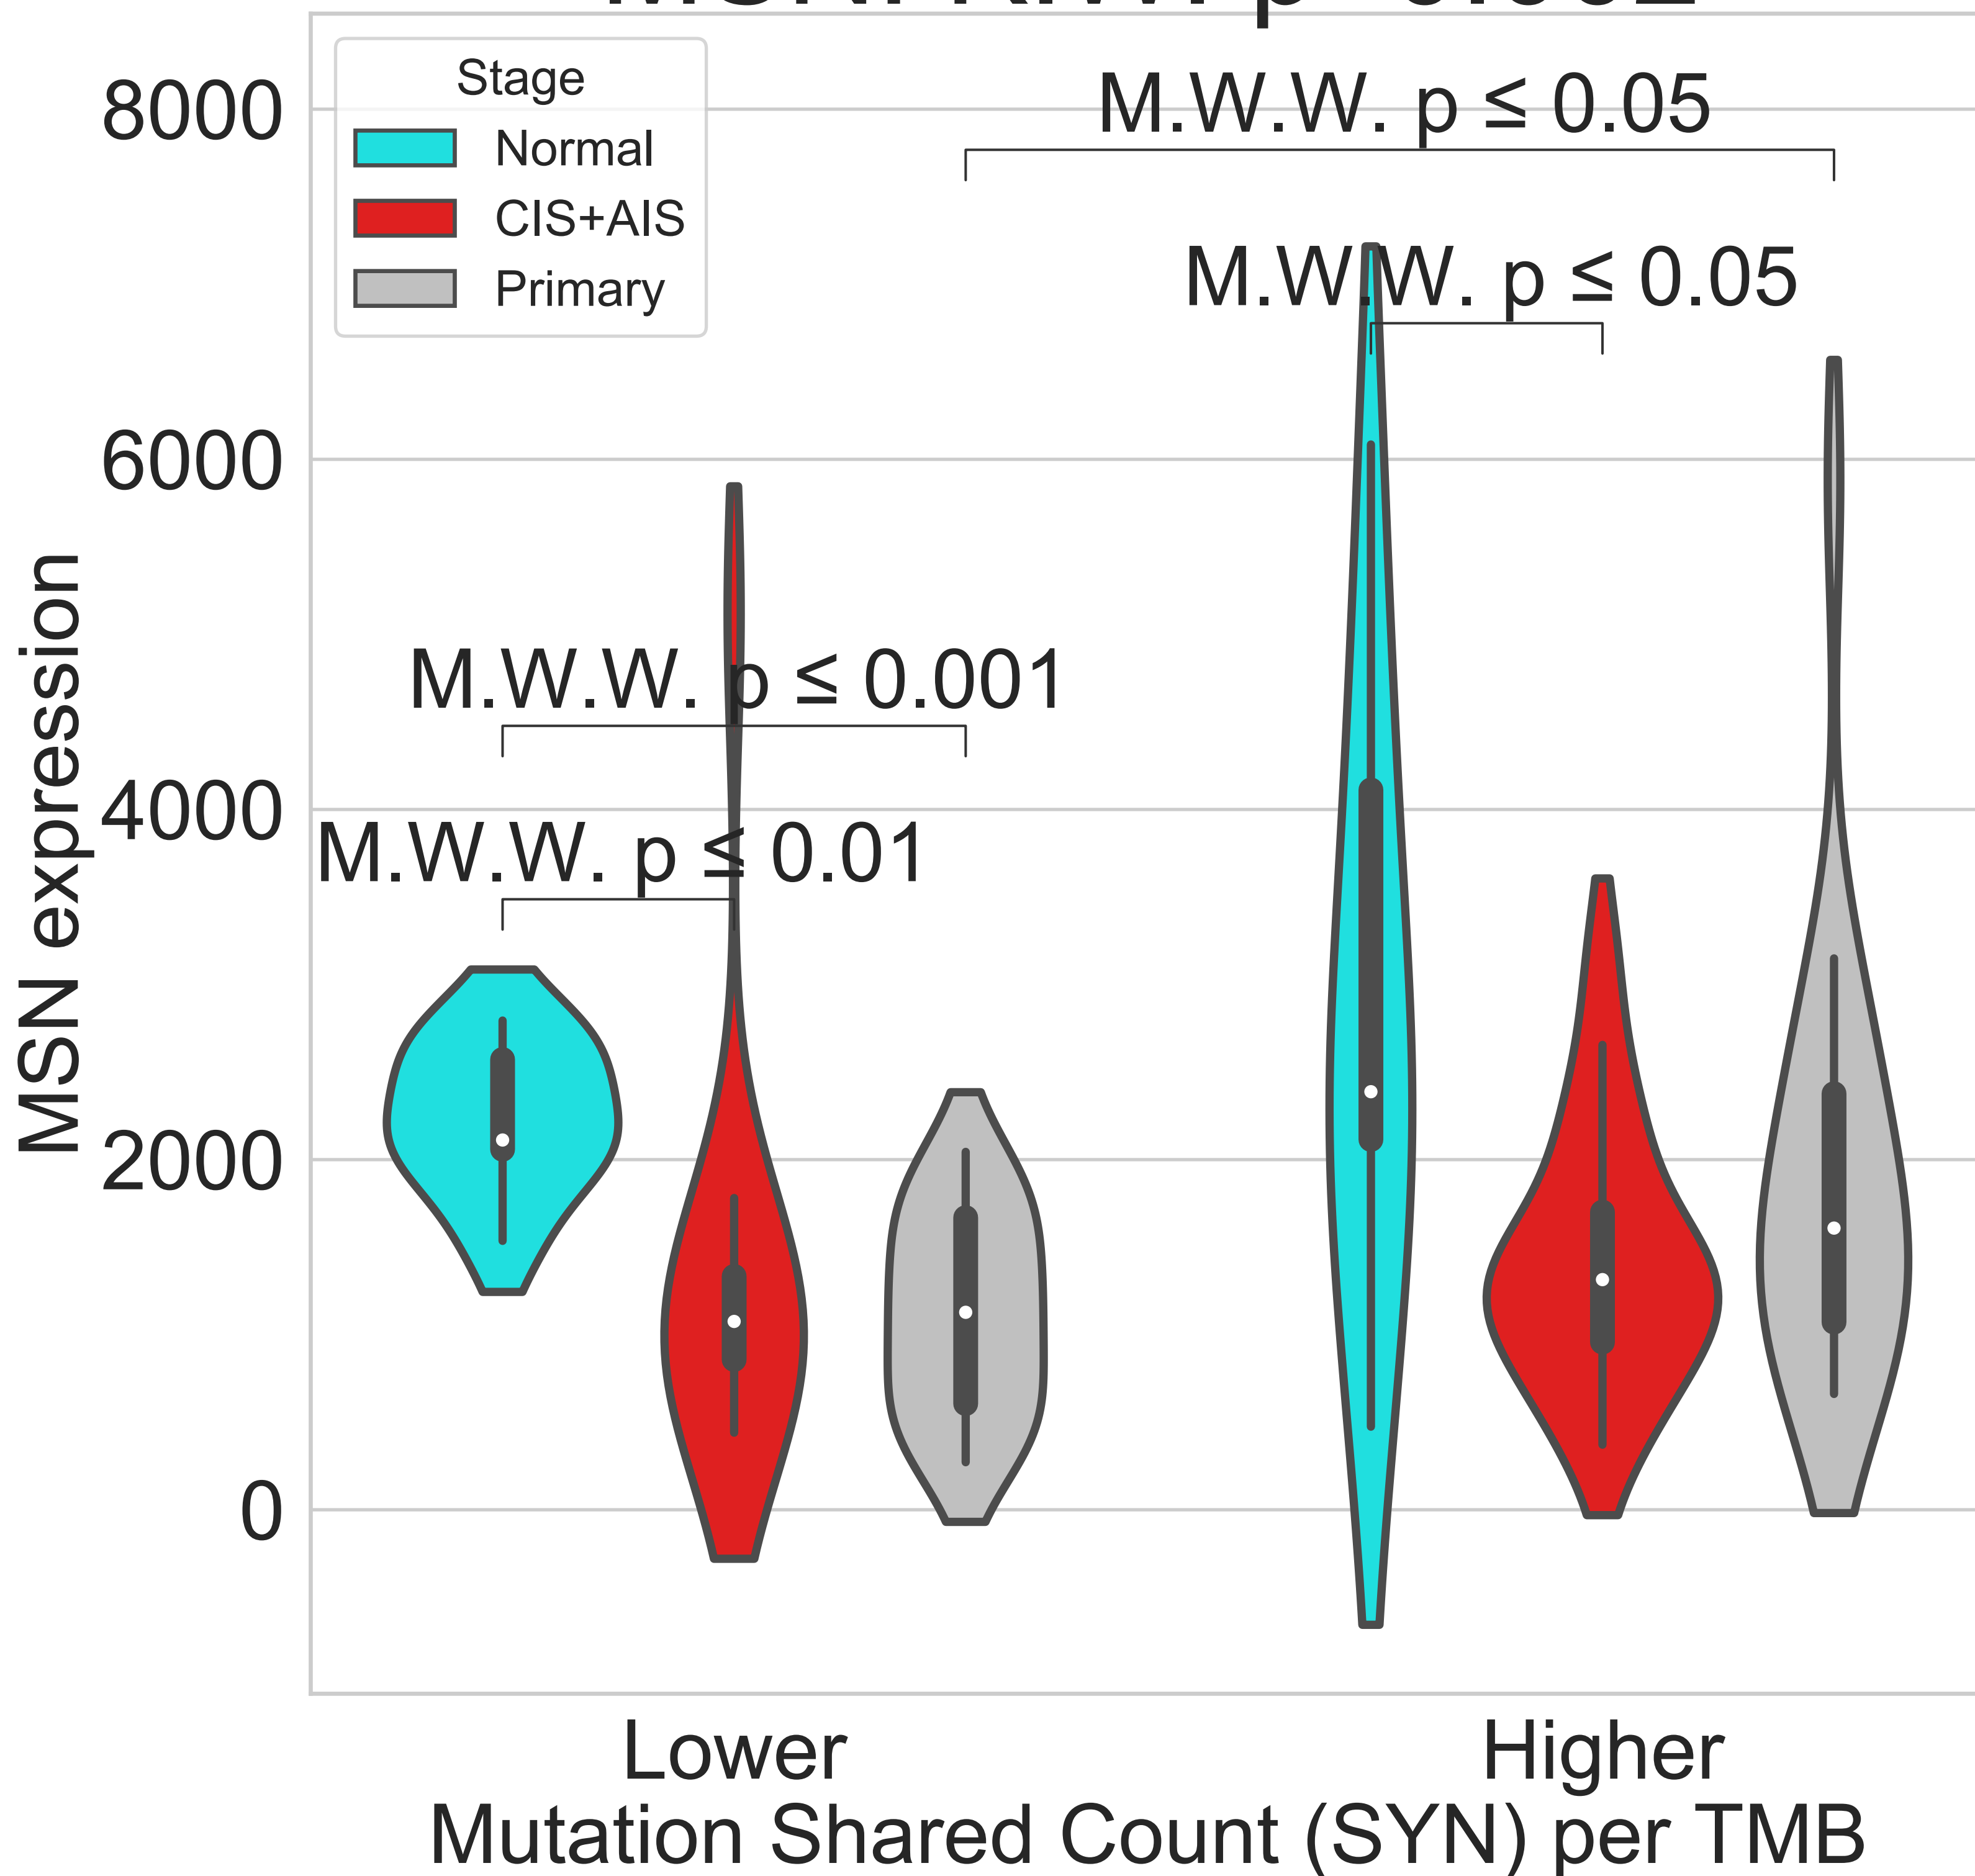 Stage
Normal
CIS+AIS
Primary
M.W.W. p ≤ 0.05
M.W.W. p ≤ 0.05
M.W.W. p ≤ 0.001
M.W.W. p ≤ 0.01
8000
6000
4000
2000
0
MSN expression
Lower
Higher
Mutation Shared Count (SYN) per TMB